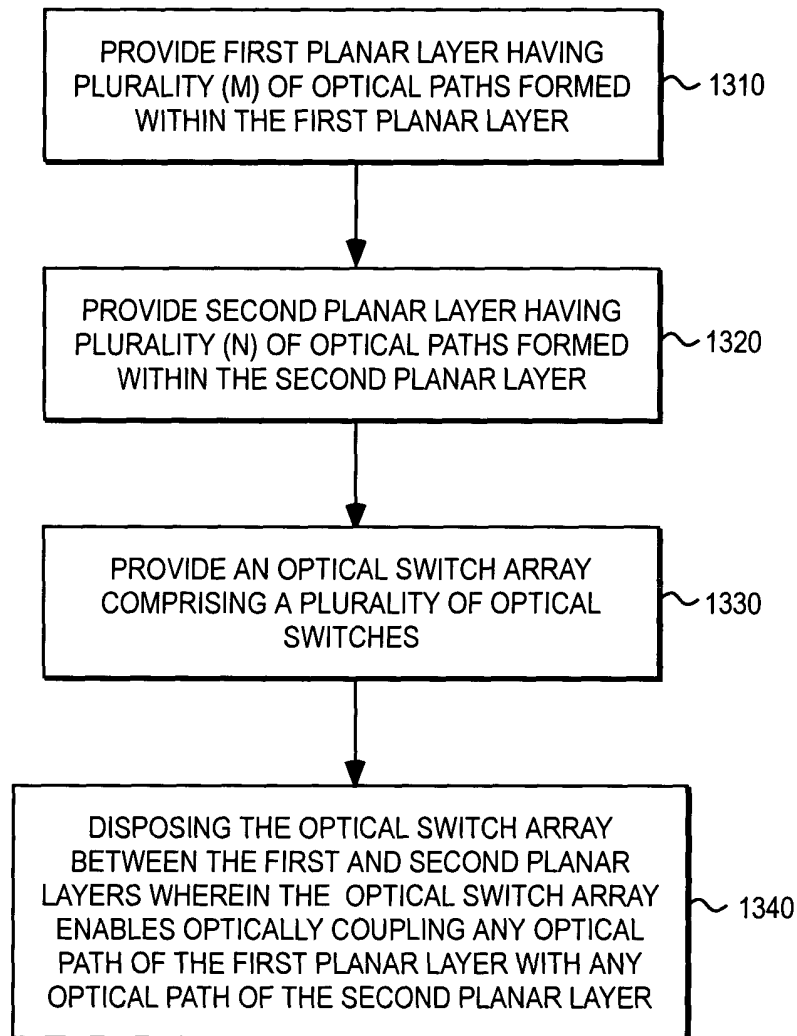 PROVIDE FIRST PLANAR LAYER HAVING
PLURALITY (M) OF OPTICAL PATHS FORMED
WITHIN THE FIRST PLANAR LAYER
1310
PROVIDE SECOND PLANAR LAYER HAVING
PLURALITY (N) OF OPTICAL PATHS FORMED
WITHIN THE SECOND PLANAR LAYER
1320
PROVIDE AN OPTICAL SWITCH ARRAY
COMPRISING A PLURALITY OF OPTICAL
SWITCHES
1330
DISPOSING THE OPTICAL SWITCH ARRAY
BETWEEN THE FIRST AND SECOND PLANAR
LAYERS WHEREIN THE OPTICAL SWITCH ARRAY
ENABLES OPTICALLY COUPLING ANY OPTICAL
PATH OF THE FIRST PLANAR LAYER WITH ANY
OPTICAL PATH OF THE SECOND PLANAR LAYER
1340